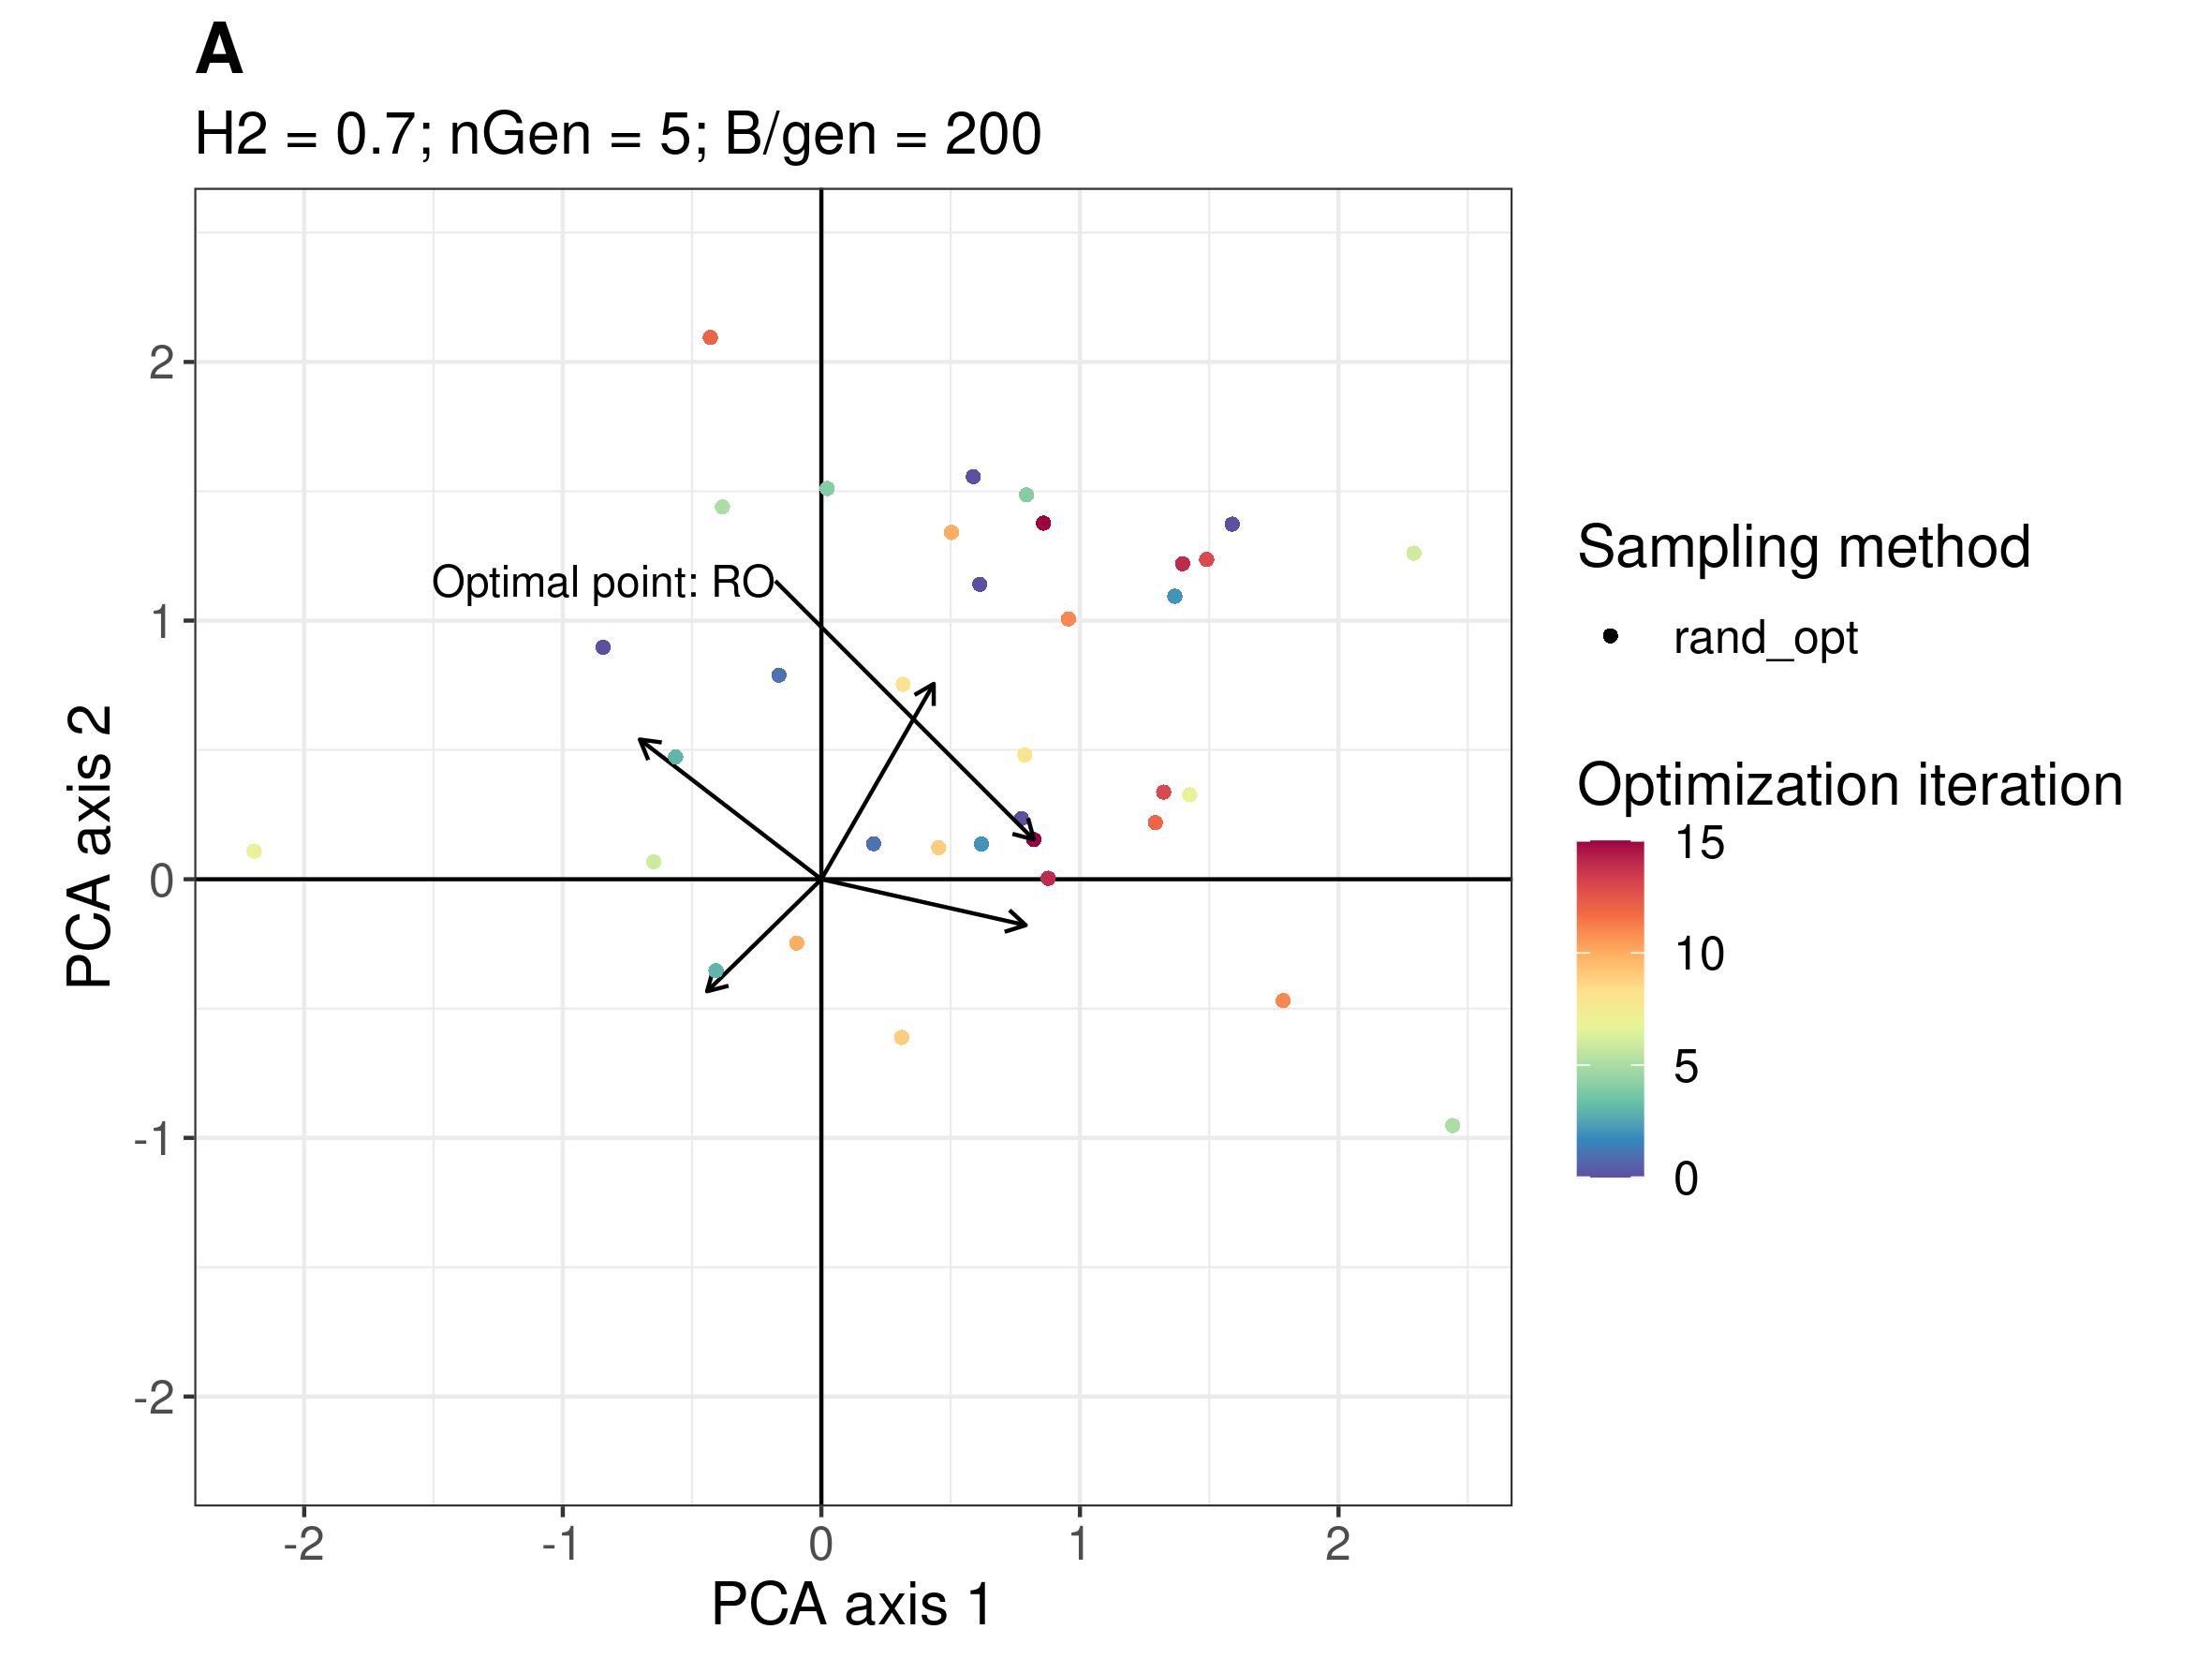 A
H2 = 0.7; nGen = 5; B/gen = 200
Optimal point: RO
PCA axis 2
2
1
0
-1
-2
-2
-1
0
1
2
PCA axis 1
Sampling method
rand_opt
Optimization iteration
15
10
5
0